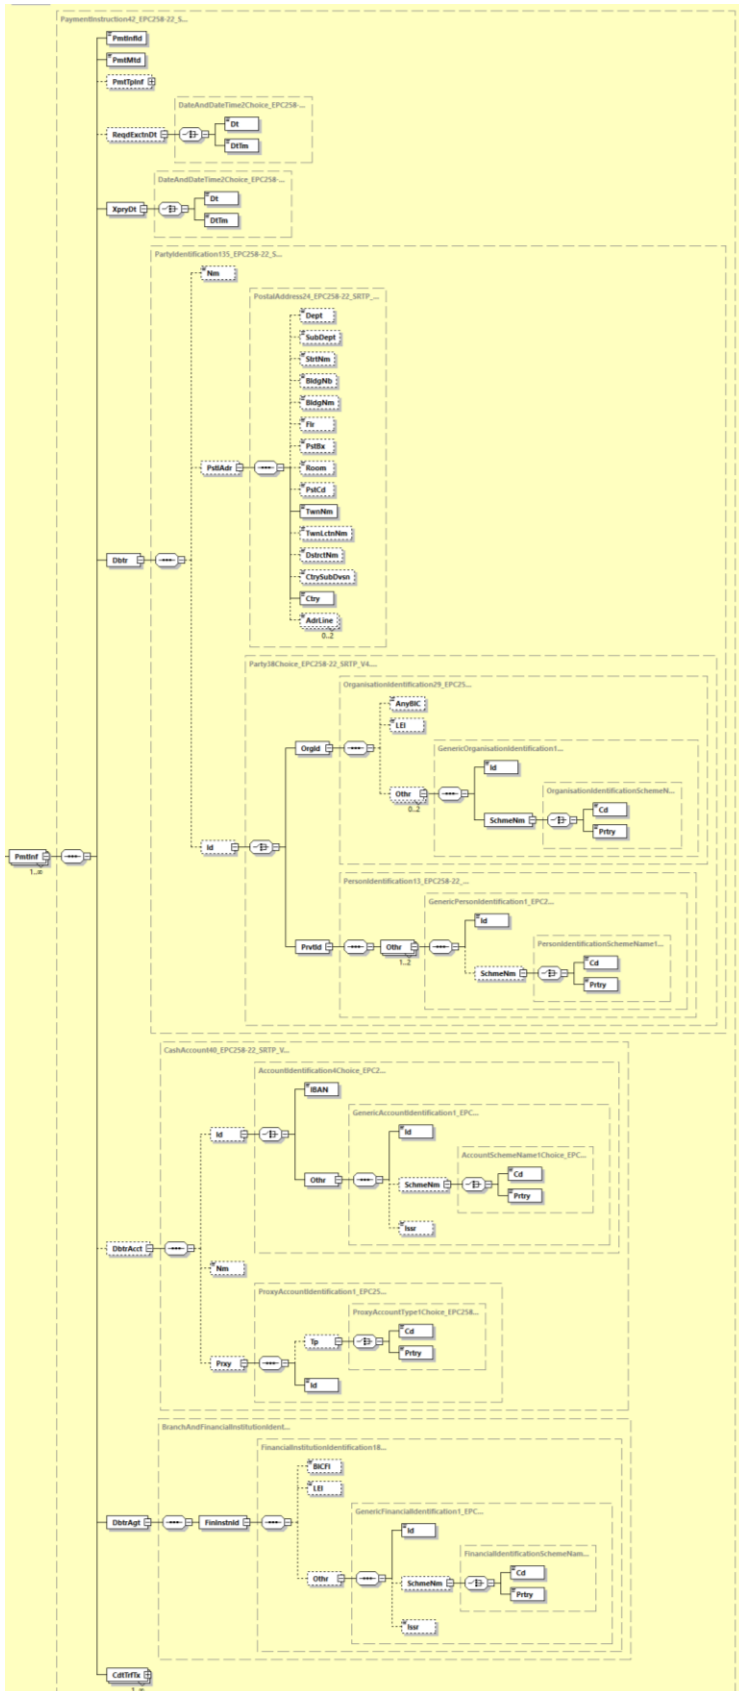 PaymentInstruction42_EPC258-22_S...
PmtInfId
PmtMtd
PmtTpInf
DateAndDateTime2Choice_EPC258-...
ReqdExctnDt
Dt
DtTm
DateAndDateTime2Choice_EPC258-...
XpryDt
Dt
DtTm
PartyIdentification135_EPC258-22_S...
Nm
PostalAddress24_EPC258-22_SRTP_...
Dept
SubDept
StrtNm
BldgNb
BldgNm
Flr
PstBx
PstlAdr
Room
PstCd
TwnNm
TwnLctnNm
DstrctNm
Dbtr
CtrySubDvsn
Ctry
AdrLine
0..2
Party38Choice_EPC258-22_SRTP_V4....
OrganisationIdentification29_EPC25...
AnyBIC
LEI
OrgId
GenericOrganisationIdentification1...
Id
OrganisationIdentificationSchemeN...
Othr
0..2
Cd
SchmeNm
Prtry
Id
PmtInf
1..∞
PersonIdentification13_EPC258-22_...
GenericPersonIdentification1_EPC2...
Id
PrvtId
Othr
1..2
PersonIdentificationSchemeName1...
Cd
SchmeNm
Prtry
CashAccount40_EPC258-22_SRTP_V...
AccountIdentification4Choice_EPC2...
IBAN
GenericAccountIdentification1_EPC...
Id
Id
AccountSchemeName1Choice_EPC...
Othr
Cd
SchmeNm
Prtry
Issr
DbtrAcct
Nm
ProxyAccountIdentification1_EPC25...
ProxyAccountType1Choice_EPC258...
Cd
Tp
Prtry
Prxy
Id
BranchAndFinancialInstitutionIdent...
FinancialInstitutionIdentification18...
BICFI
LEI
GenericFinancialIdentification1_EPC...
DbtrAgt
FinInstnId
Id
FinancialIdentificationSchemeNam...
Othr
Cd
SchmeNm
Prtry
Issr
CdtTrfTx
1..∞